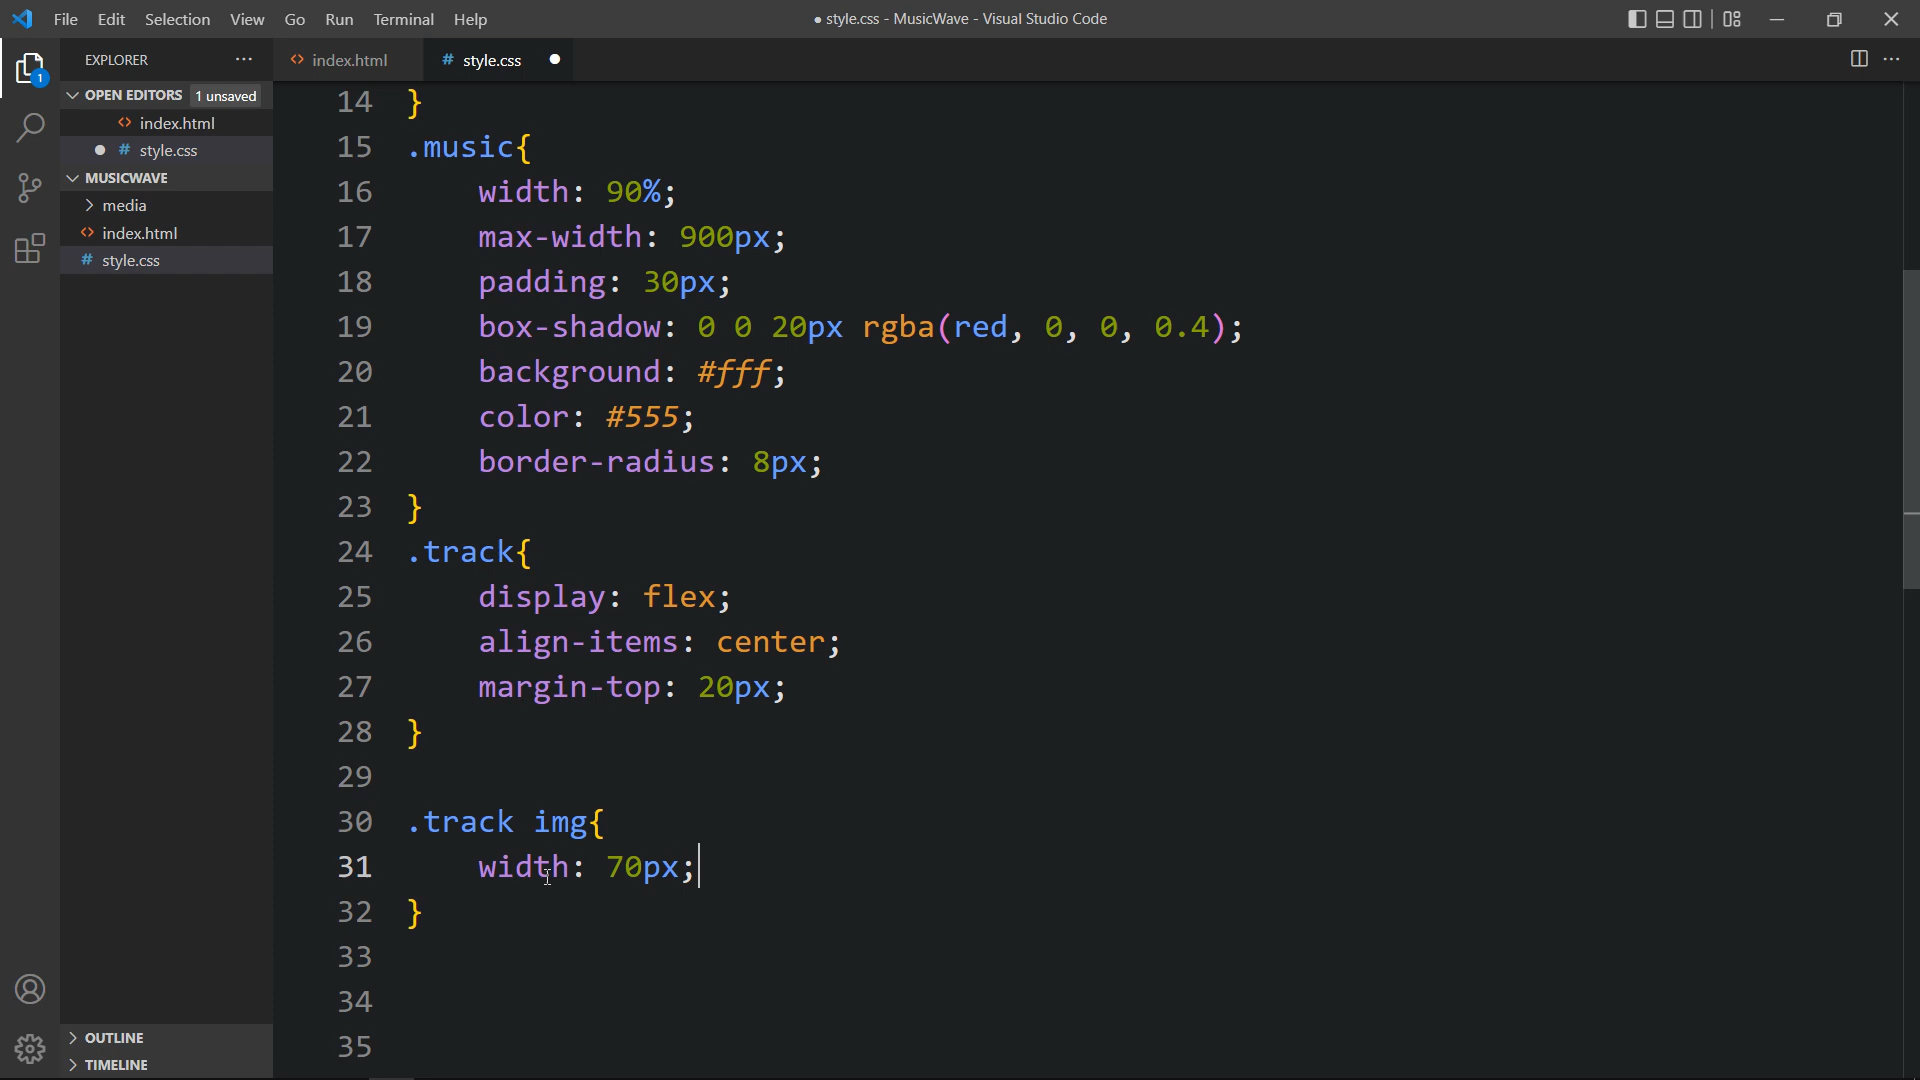 File Edit Selection View Go Run Terminal Help
● style.css - MusicWave - Visual Studio Code
EXPLORER ···
<> index.html
# style.css ●
1
OPEN EDITORS 1 unsaved
<> index.html
● # style.css
MUSICWAVE
> media
<> index.html
# style.css
14 }
15 .music{
16 width: 90%;
17 max-width: 900px;
18 padding: 30px;
19 box-shadow: 0 0 20px rgba(red, 0, 0, 0.4);
20 background: #fff;
21 color: #555;
22 border-radius: 8px;
23 }
24 .track{
25 display: flex;
26 align-items: center;
27 margin-top: 20px;
28 }
29
30 .track img{
31 width: 70px;
32 }
33
34
35
> OUTLINE
> TIMELINE